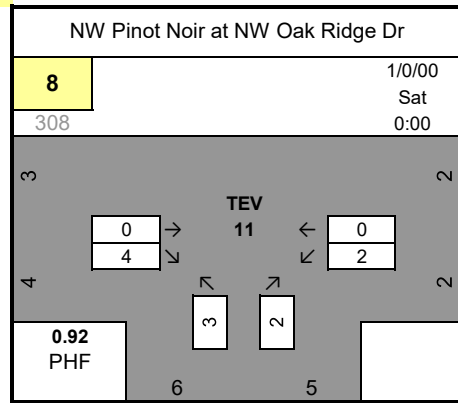 NW Pinot Noir at NW Oak Ridge Dr
8
1/0/00
Sat
308
0:00
3
2
TEV
0 → 11 ← 0
4 ↘ ↙ 2
4
↖ ↗
2
3 2
0.92
PHF
6 5